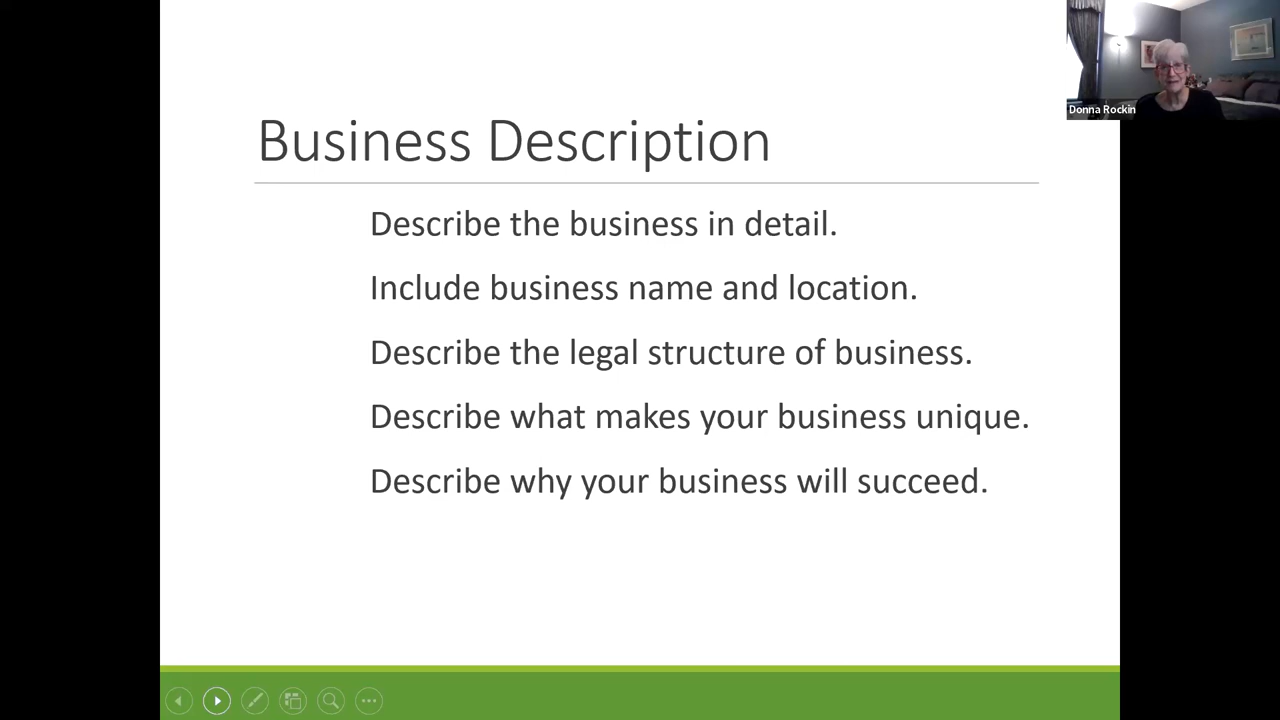 Donna Rockin
Business Description
Describe the business in detail.
Include business name and location.
Describe the legal structure of business.
Describe what makes your business unique.
Describe why your business will succeed.